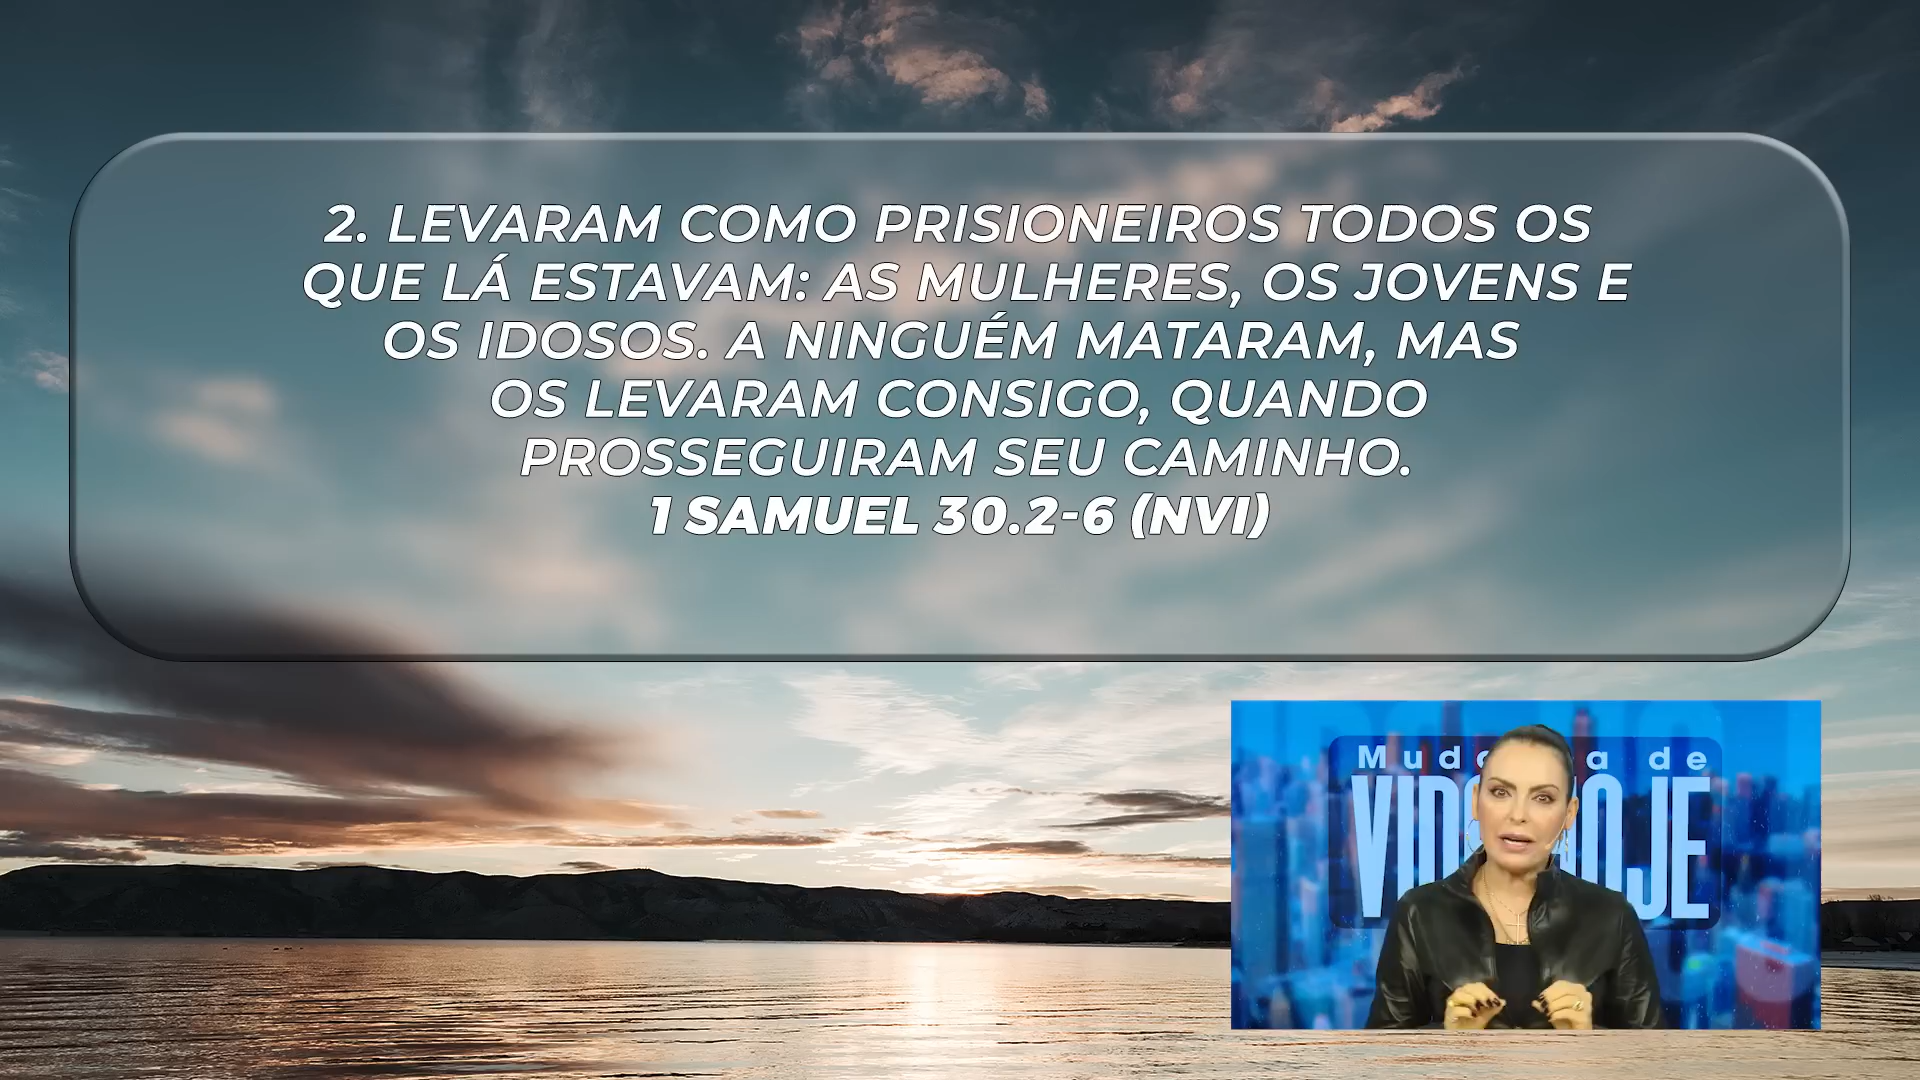 2. LEVARAM COMO PRISIONEIROS TODOS OS
QUE LÁ ESTAVAM: AS MULHERES, OS JOVENS E
OS IDOSOS. A NINGUÉM MATARAM, MAS
OS LEVARAM CONSIGO, QUANDO
PROSSEGUIRAM SEU CAMINHO.
1 SAMUEL 30.2-6 (NVI)
de